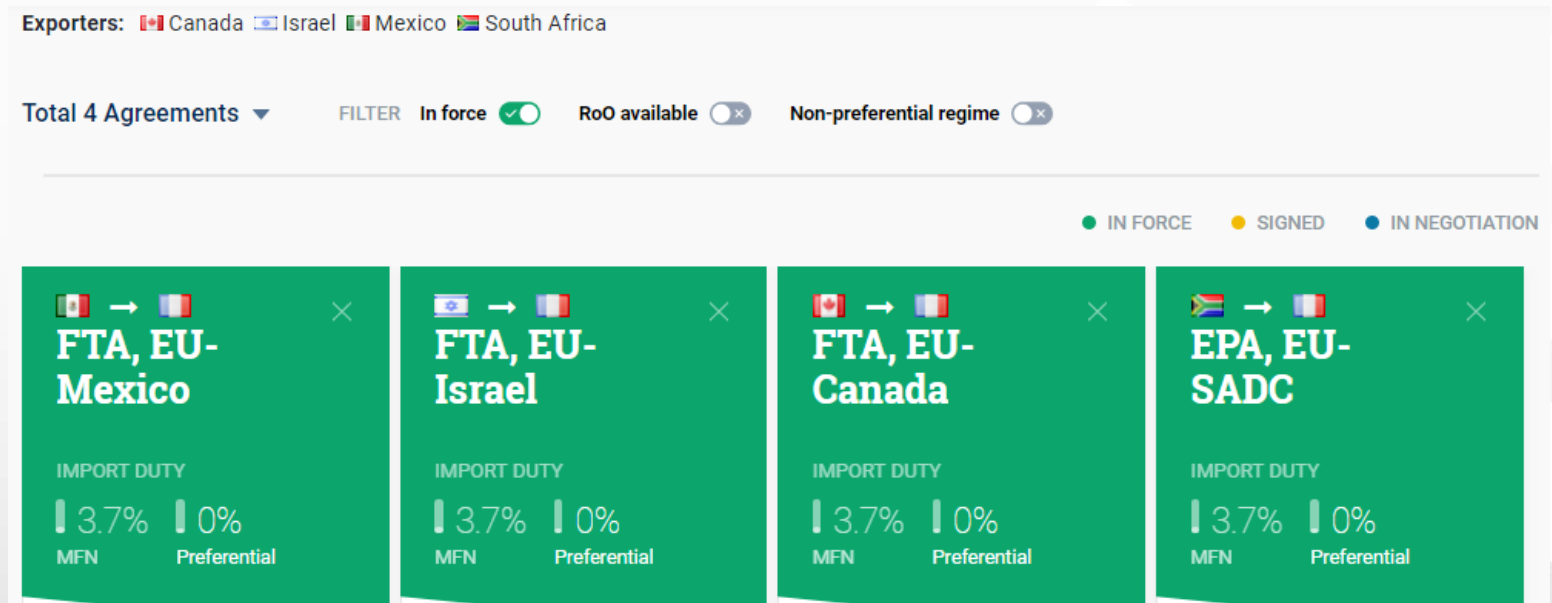 Exporters: Canada Israel Mexico South Africa
Total 4 Agreements FILTER In force RoO available Non-preferential regime
IN FORCE SIGNED IN NEGOTIATION
FTA, EU-
Mexico
IMPORT DUTY
3.7% 0%
MFN Preferential
FTA, EU-
Israel
IMPORT DUTY
3.7% 0%
MFN Preferential
FTA, EU-
Canada
IMPORT DUTY
3.7% 0%
MFN Preferential
EPA, EU-
SADC
IMPORT DUTY
3.7% 0%
MFN Preferential